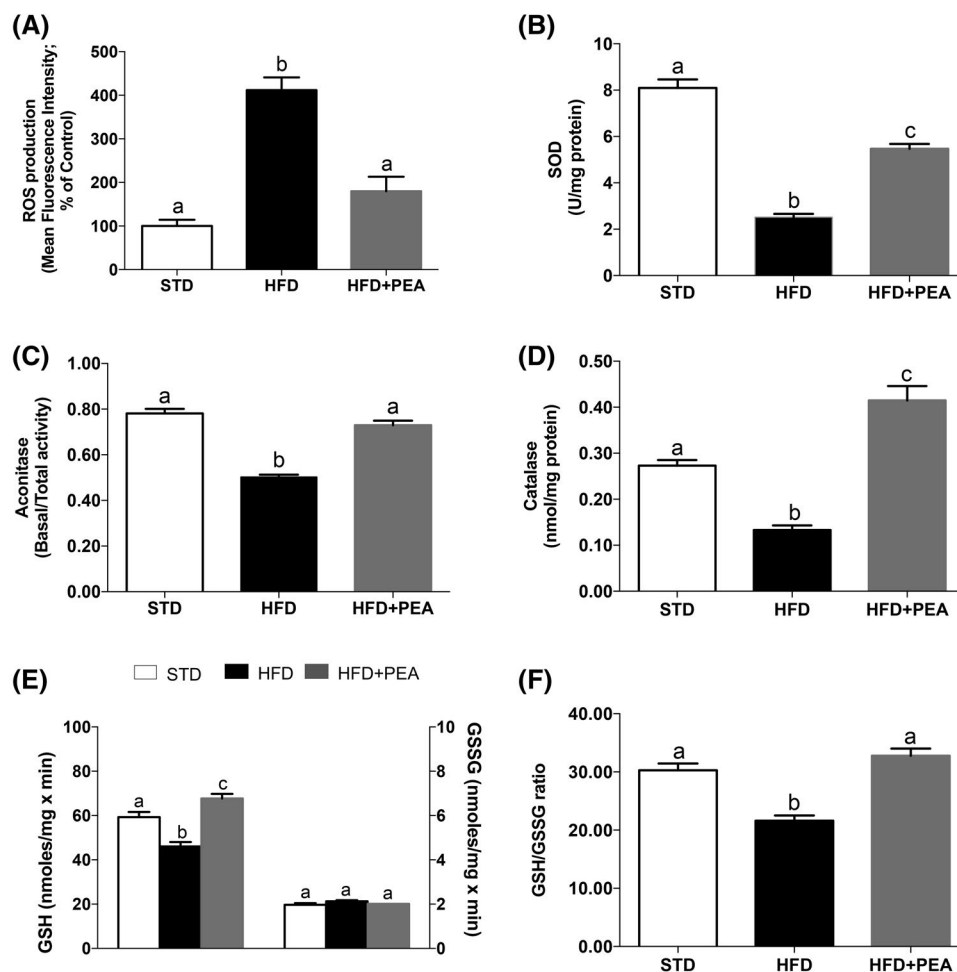 (A)
ROS production
(Mean Fluorescence Intensity;
% of Control)
500
400
300
200
100
0
a
b
a
STD HFD HFD+PEA
(B)
SOD
(U/mg protein)
10
8
6
4
2
0
a
b
c
STD HFD HFD+PEA
(C)
Aconitase
(Basal/Total activity)
1.00
0.80
0.60
0.40
0.20
0.00
a
b
a
STD HFD HFD+PEA
(D)
Catalase
(nmol/mg protein)
0.50
0.40
0.30
0.20
0.10
0.00
a
b
c
STD HFD HFD+PEA
(E)
STD HFD HFD+PEA
GSH (nmoles/mg x min)
100
80
60
40
20
0
a
b
c
a a a
10
8
6
4
2
0
GSSG (nmoles/mg x min)
(F)
GSH/GSSG ratio
40.00
30.00
20.00
10.00
0.00
a
b
a
STD HFD HFD+PEA